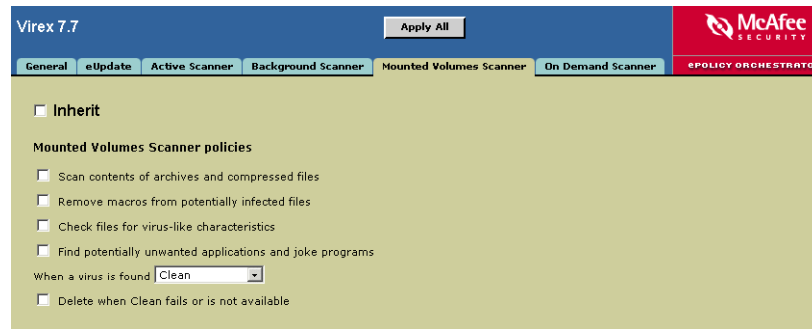 Virex 7.7
Apply All
McAfee
SECURITY
General eUpdate Active Scanner Background Scanner Mounted Volumes Scanner On Demand Scanner
ePOLICY ORCHESTRATO
Inherit
Mounted Volumes Scanner policies
Scan contents of archives and compressed files
Remove macros from potentially infected files
Check files for virus-like characteristics
Find potentially unwanted applications and joke programs
When a virus is found Clean
Delete when Clean fails or is not available